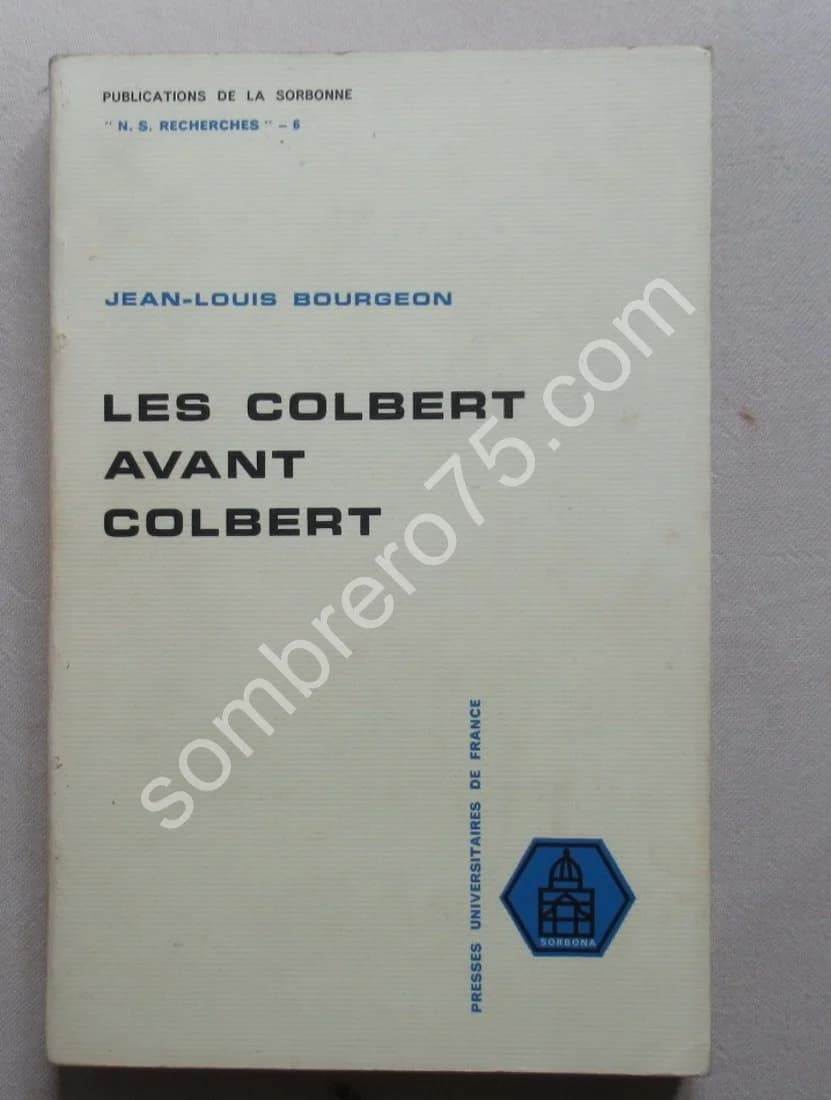 PUBLICATIONS DE LA SORBONNE
" N. S. RECHERCHES " – 6
JEAN-LOUIS BOURGEON
LES COLBERT
AVANT
COLBERT
sombrero75.com
PRESSES UNIVERSITAIRES DE FRANCE
SORBONA